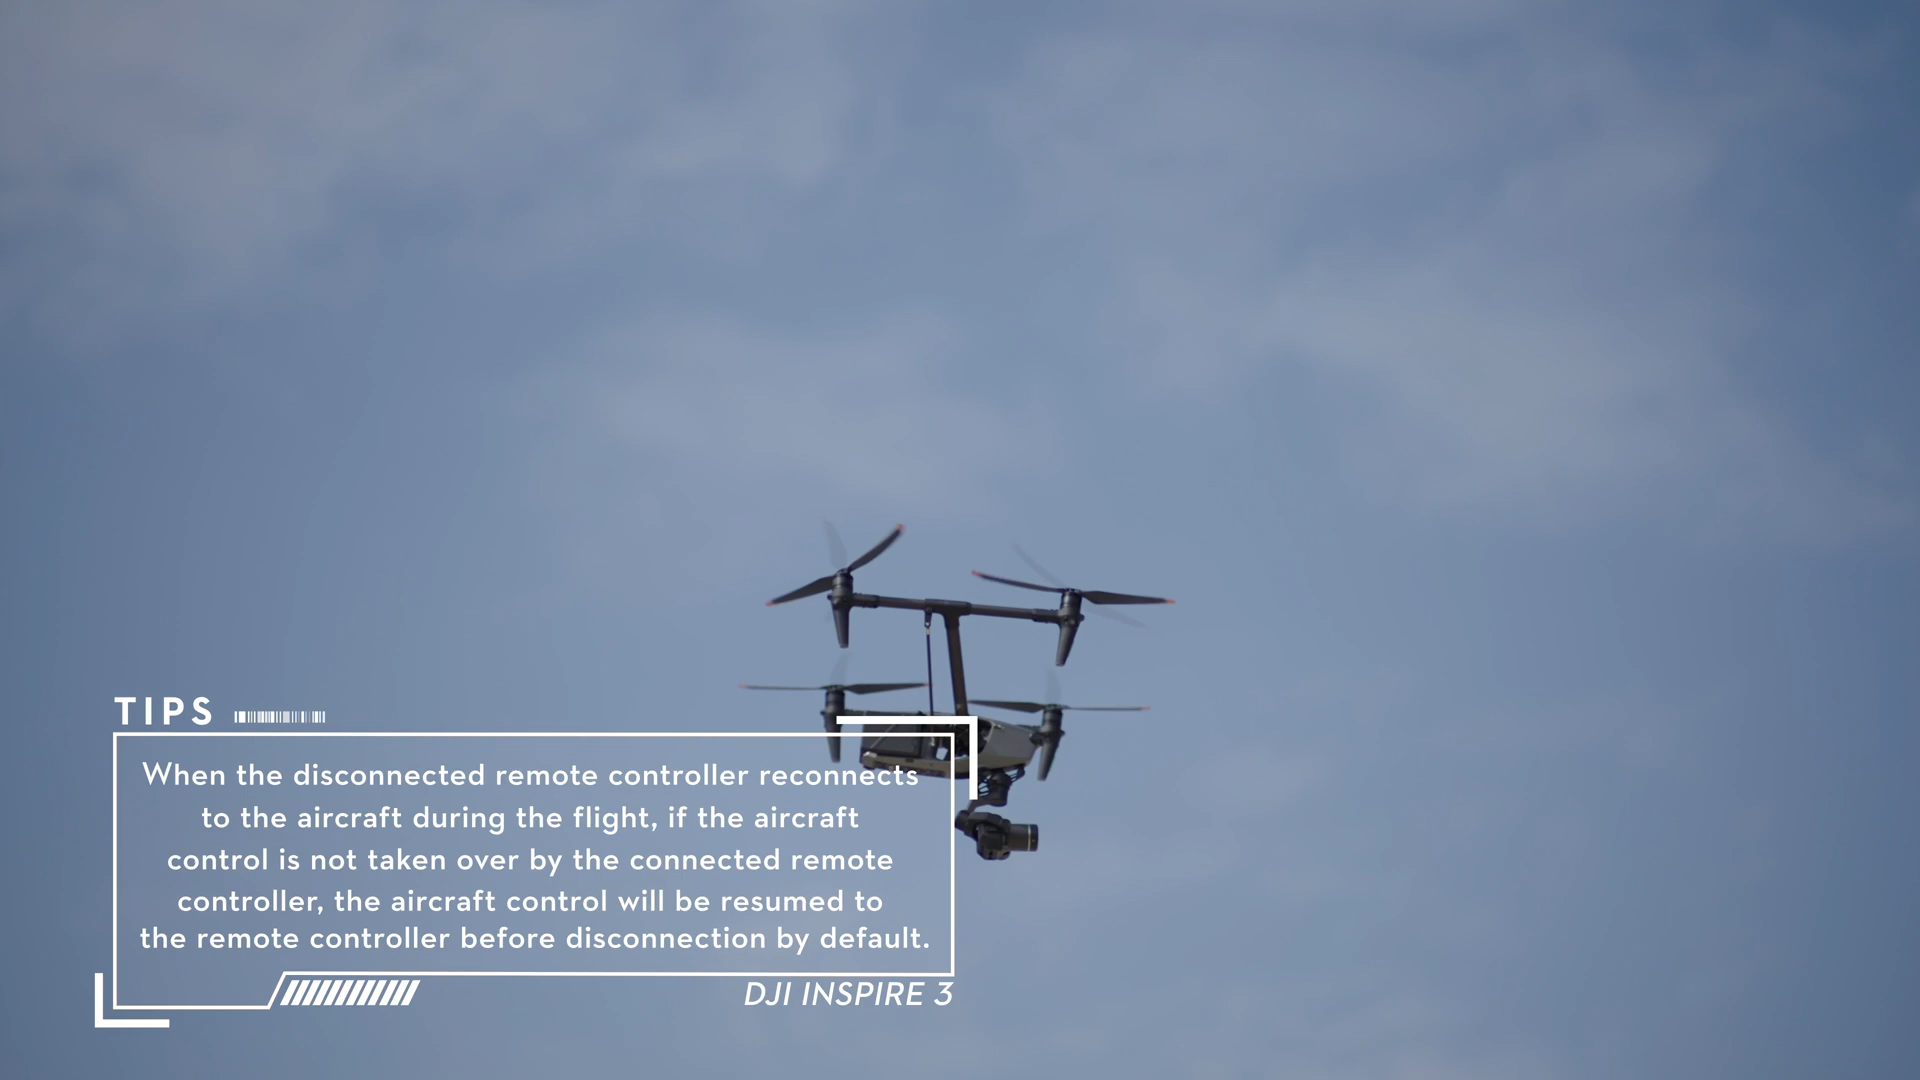 TIPS
When the disconnected remote controller reconnects
to the aircraft during the flight, if the aircraft
control is not taken over by the connected remote
controller, the aircraft control will be resumed to
the remote controller before disconnection by default.
DJI INSPIRE 3